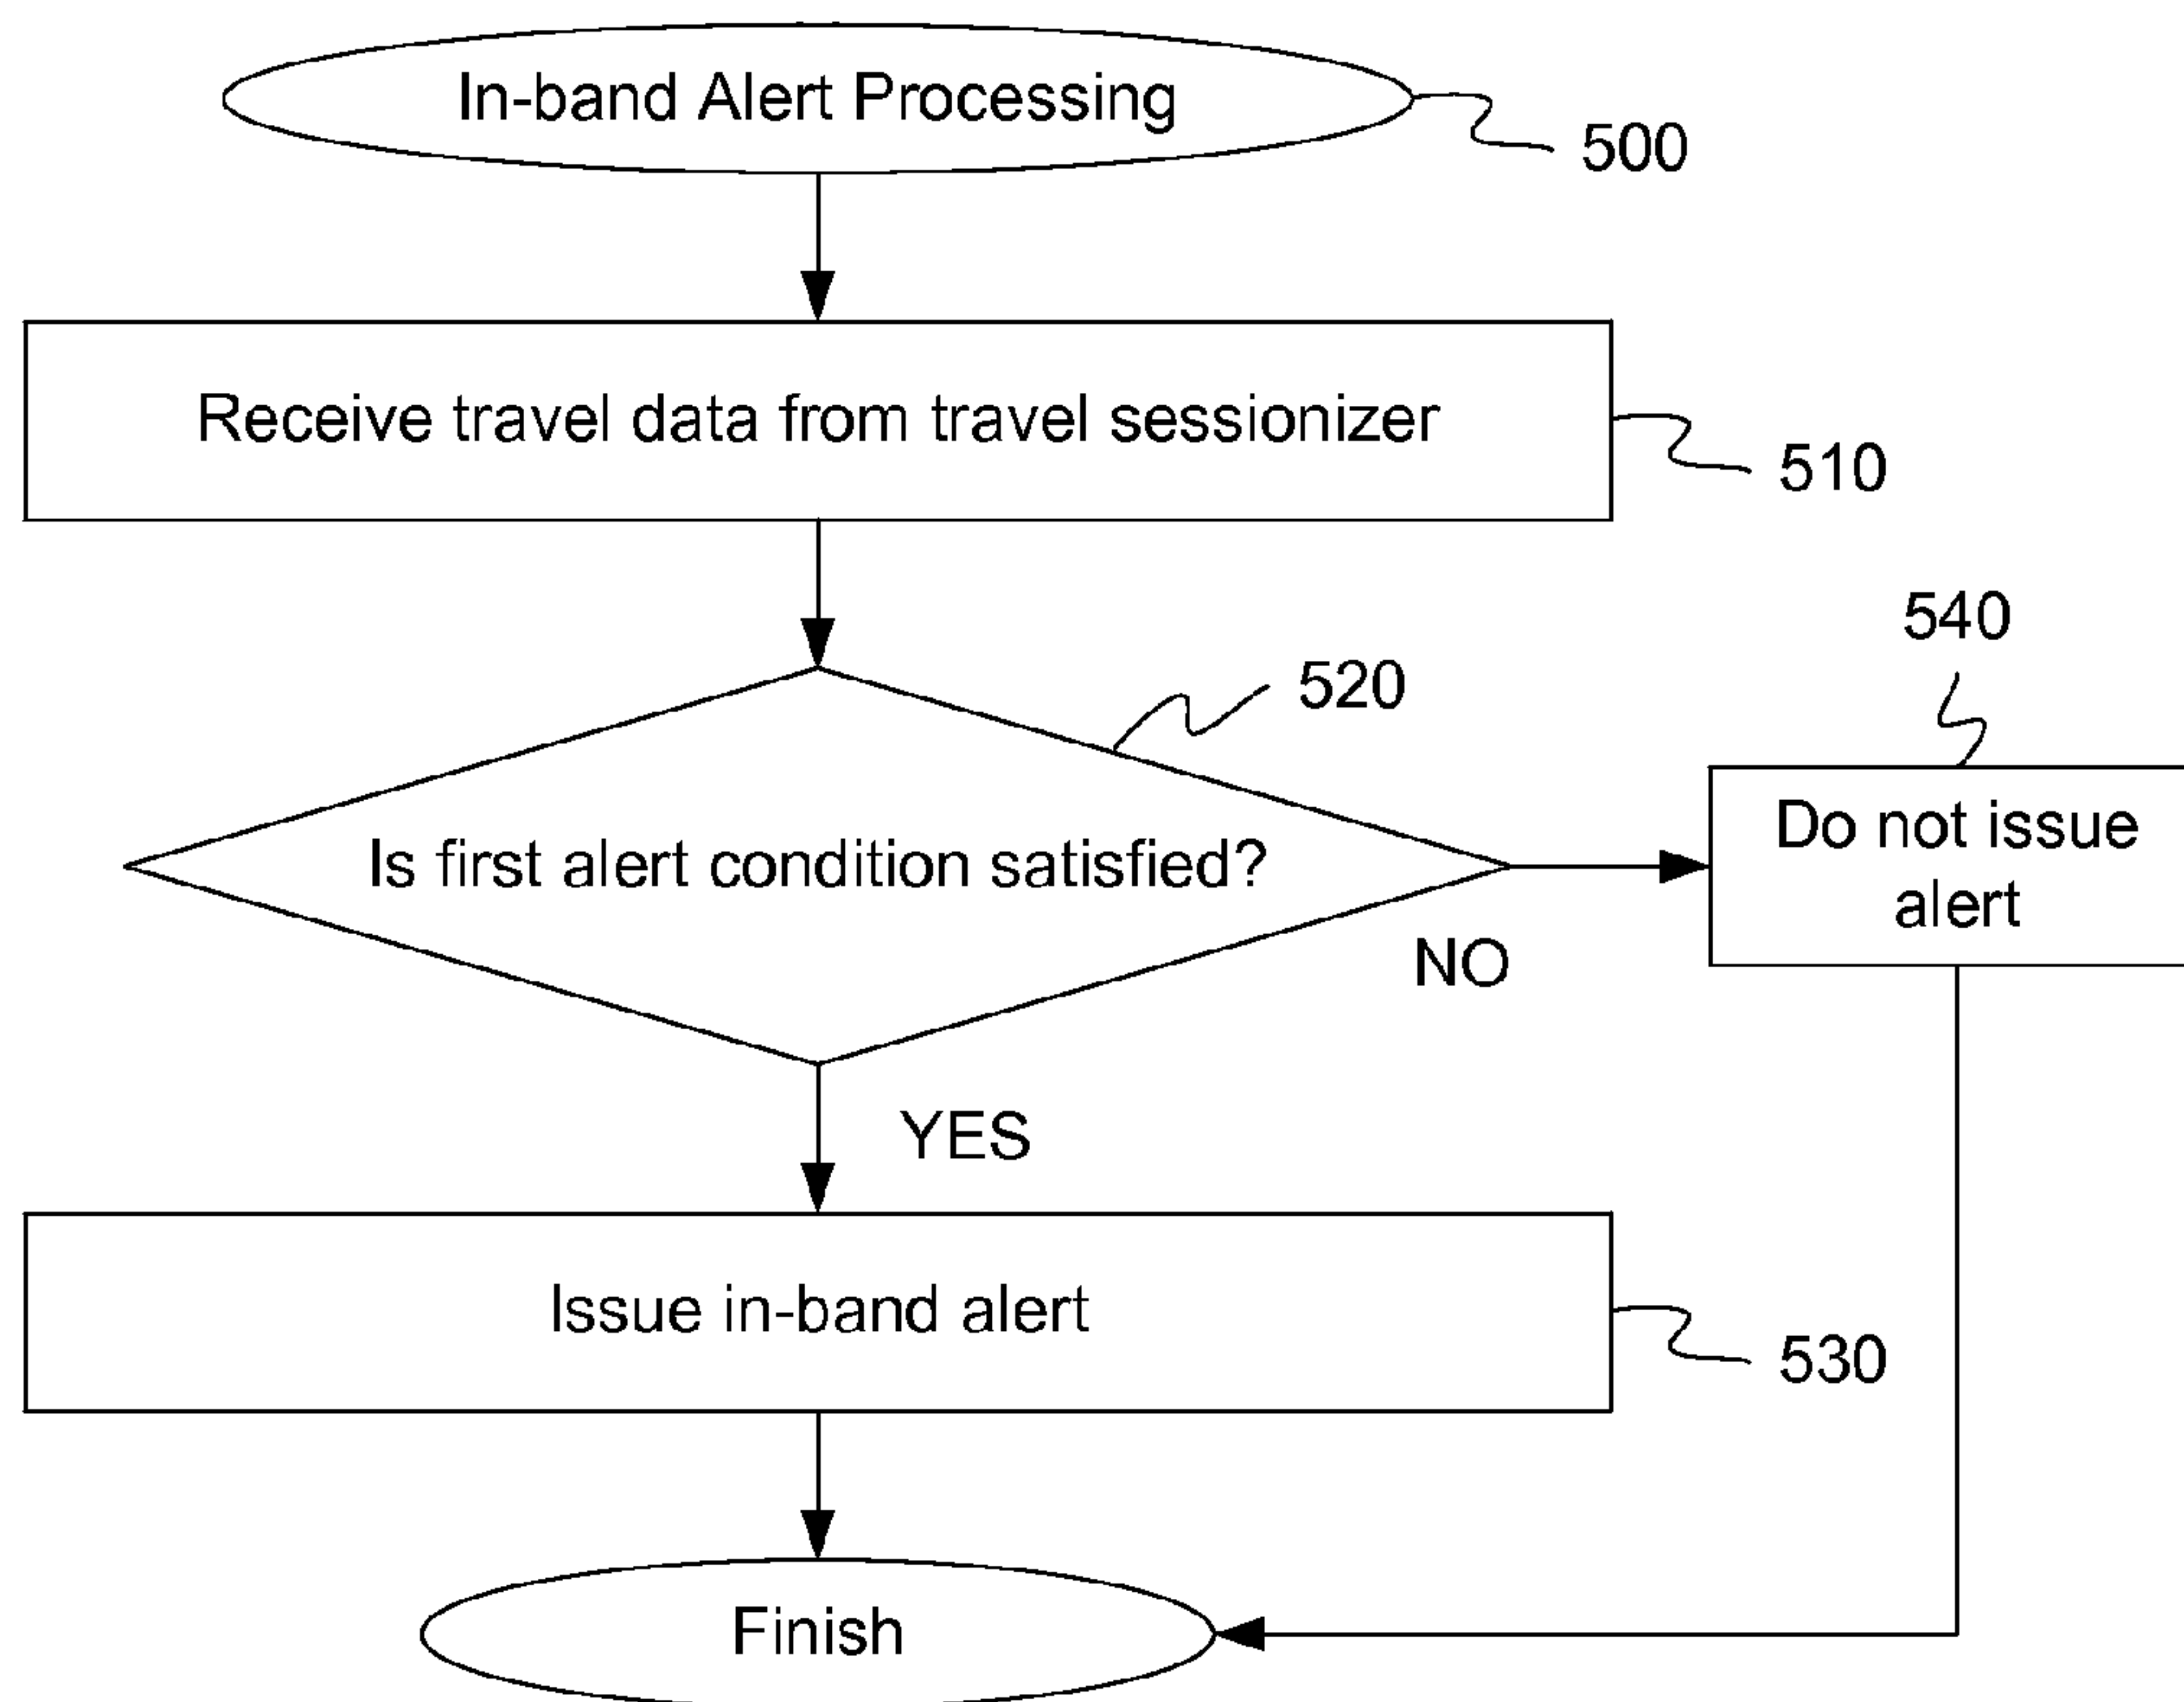 In-band Alert Processing
500
Receive travel data from travel sessionizer
510
540
520
Do not issue
alert
Is first alert condition satisfied?
NO
YES
Issue in-band alert
530
Finish